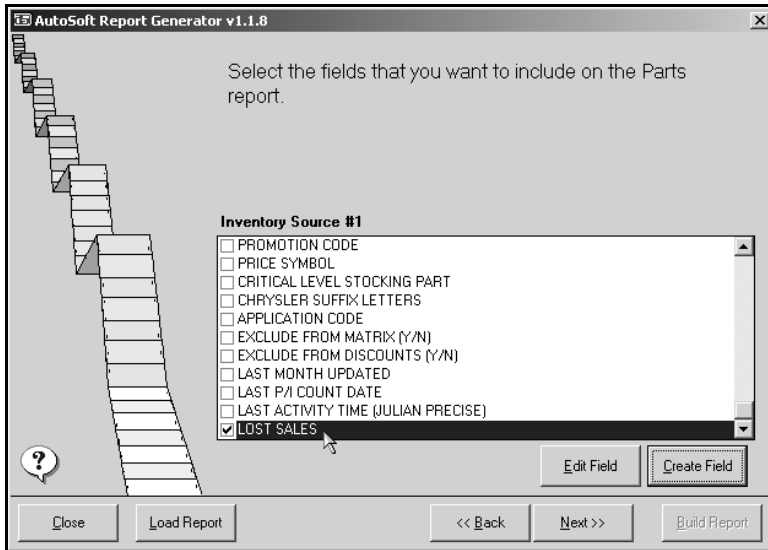 AutoSoft Report Generator v1.1.8
Select the fields that you want to include on the Parts
report.
Inventory Source #1
PROMOTION CODE
PRICE SYMBOL
CRITICAL LEVEL STOCKING PART
CHRYSLER SUFFIX LETTERS
APPLICATION CODE
EXCLUDE FROM MATRIX (Y/N)
EXCLUDE FROM DISCOUNTS (Y/N)
LAST MONTH UPDATED
LAST P/I COUNT DATE
LAST ACTIVITY TIME (JULIAN PRECISE)
LOST SALES
?
Edit Field Create Field
Close Load Report << Back Next >> Build Report